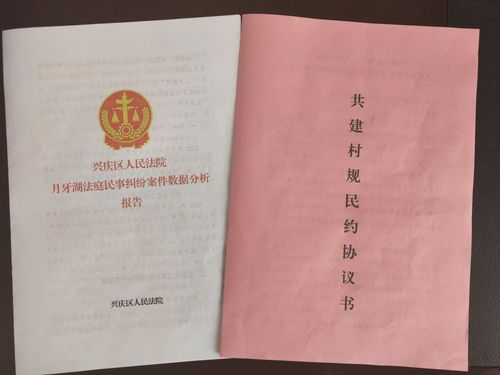 兴庆区人民法院
月牙湖法庭民事纠纷案件数据分析
报告
兴庆区人民法院
共建村规民约协议书